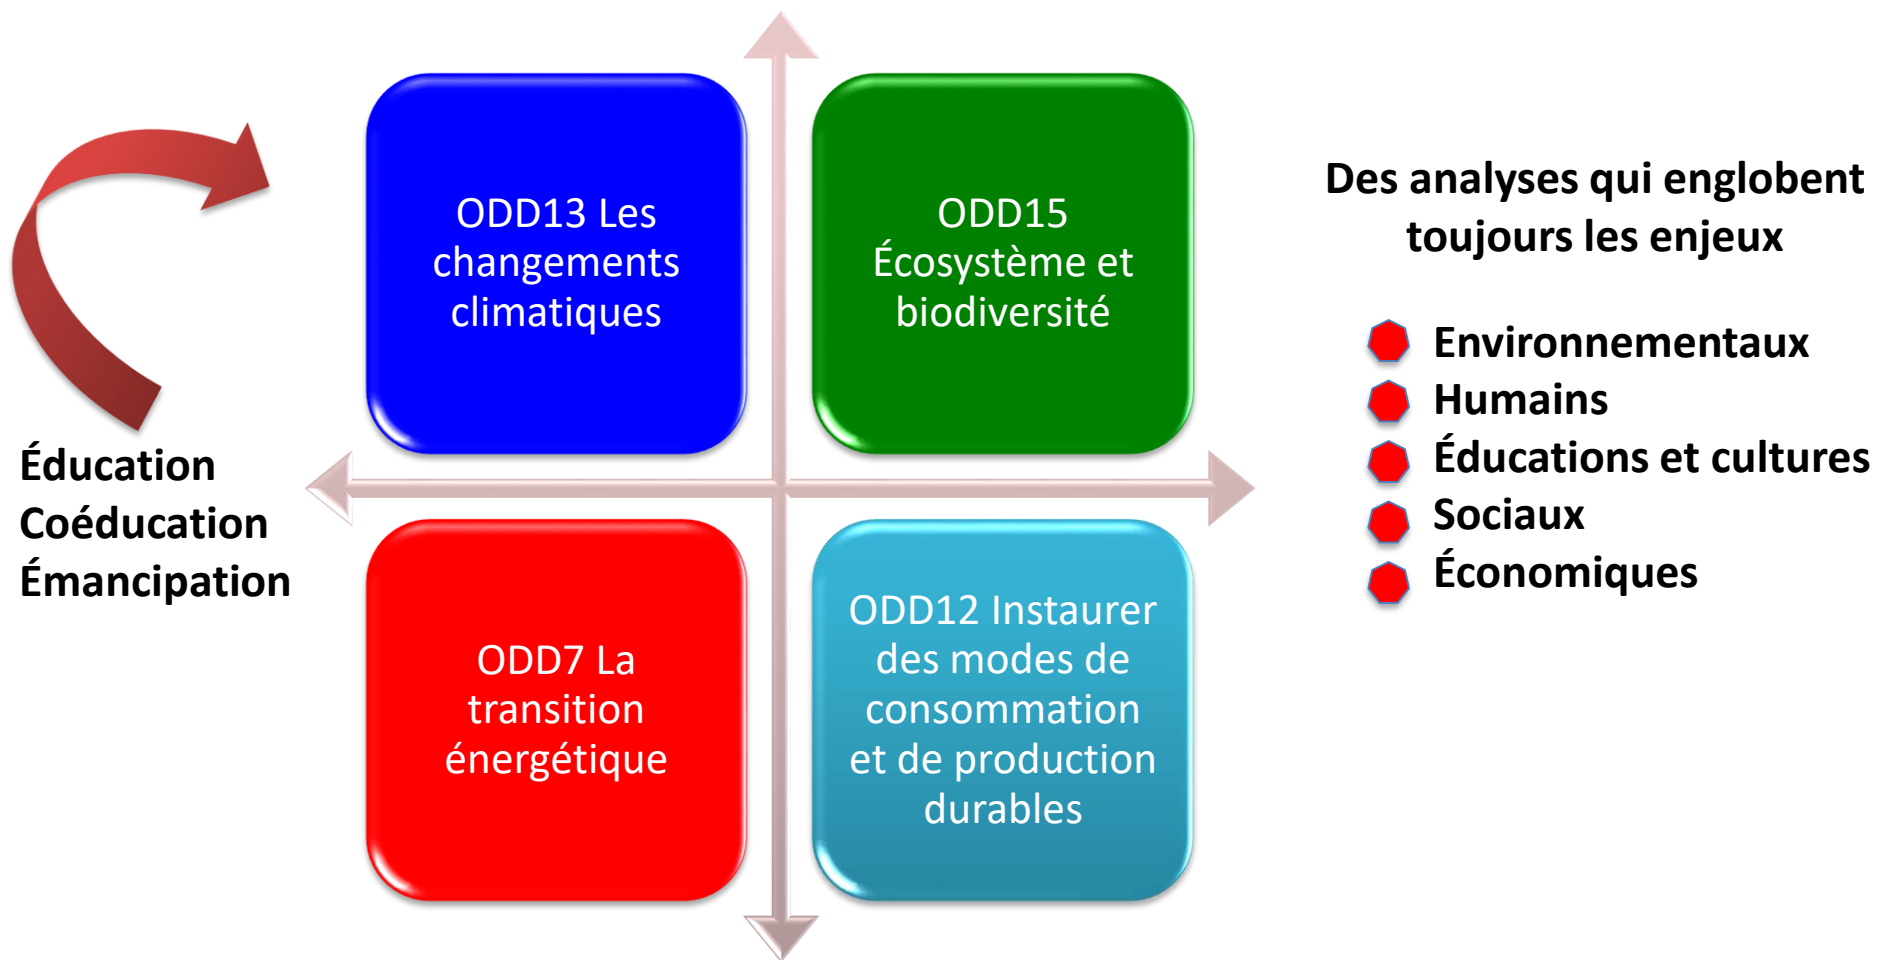 ODD13 Les
changements
climatiques
ODD15
Écosystème et
biodiversité
Éducation
Coéducation
Émancipation
ODD7 La
transition
énergétique
ODD12 Instaurer
des modes de
consommation
et de production
durables
Des analyses qui englobent
toujours les enjeux
Environnementaux
Humains
Éducations et cultures
Sociaux
Économiques